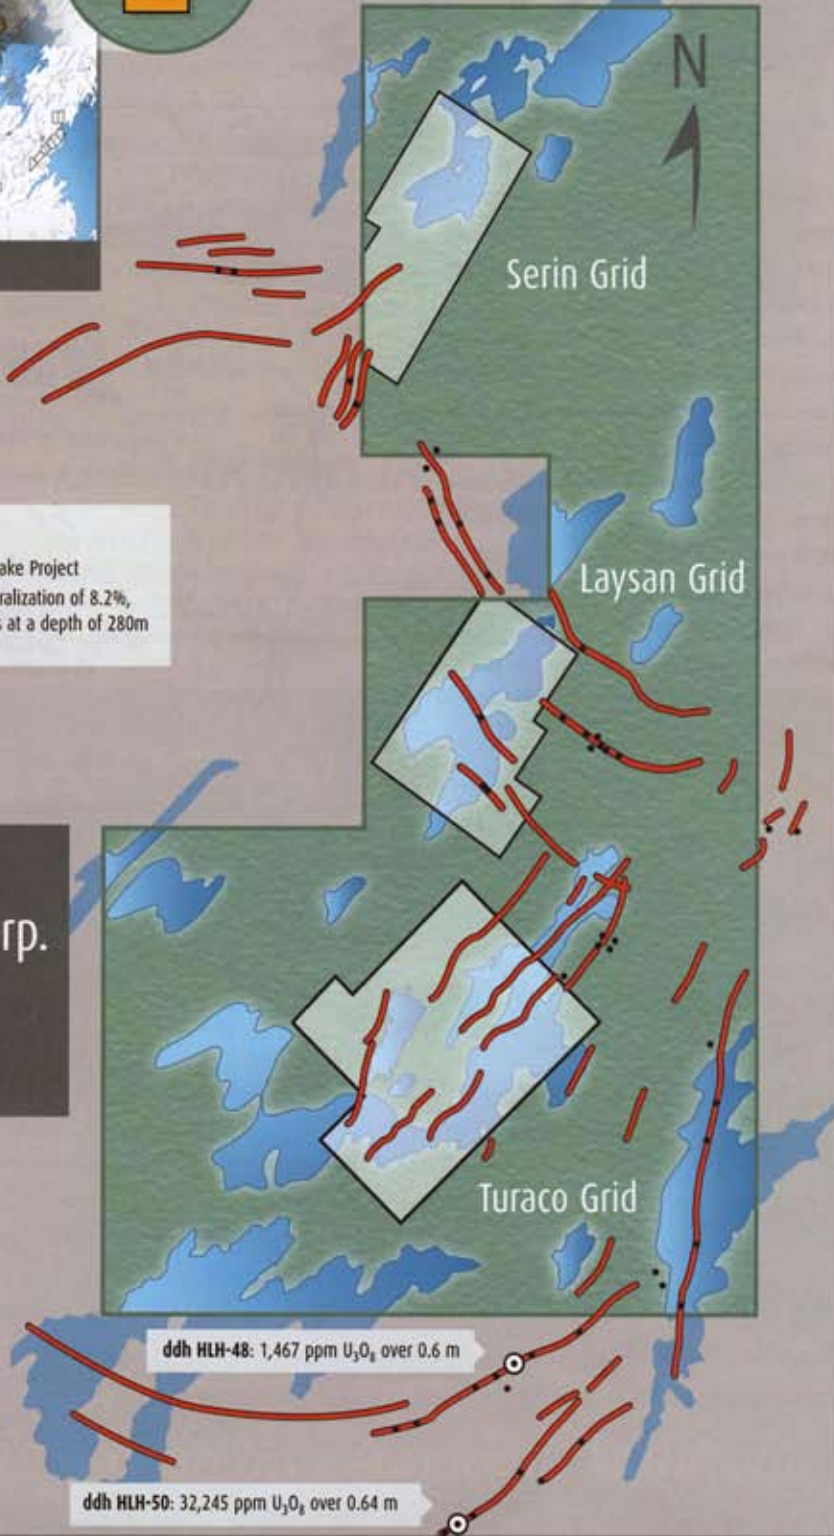 N
Serin Grid
ake Project
ralization of 8.2%,
s at a depth of 280m
Laysan Grid
rp.
Turaco Grid
ddh HLH-48: 1,467 ppm U₃O₈ over 0.6 m
ddh HLH-50: 32,245 ppm U₃O₈ over 0.64 m